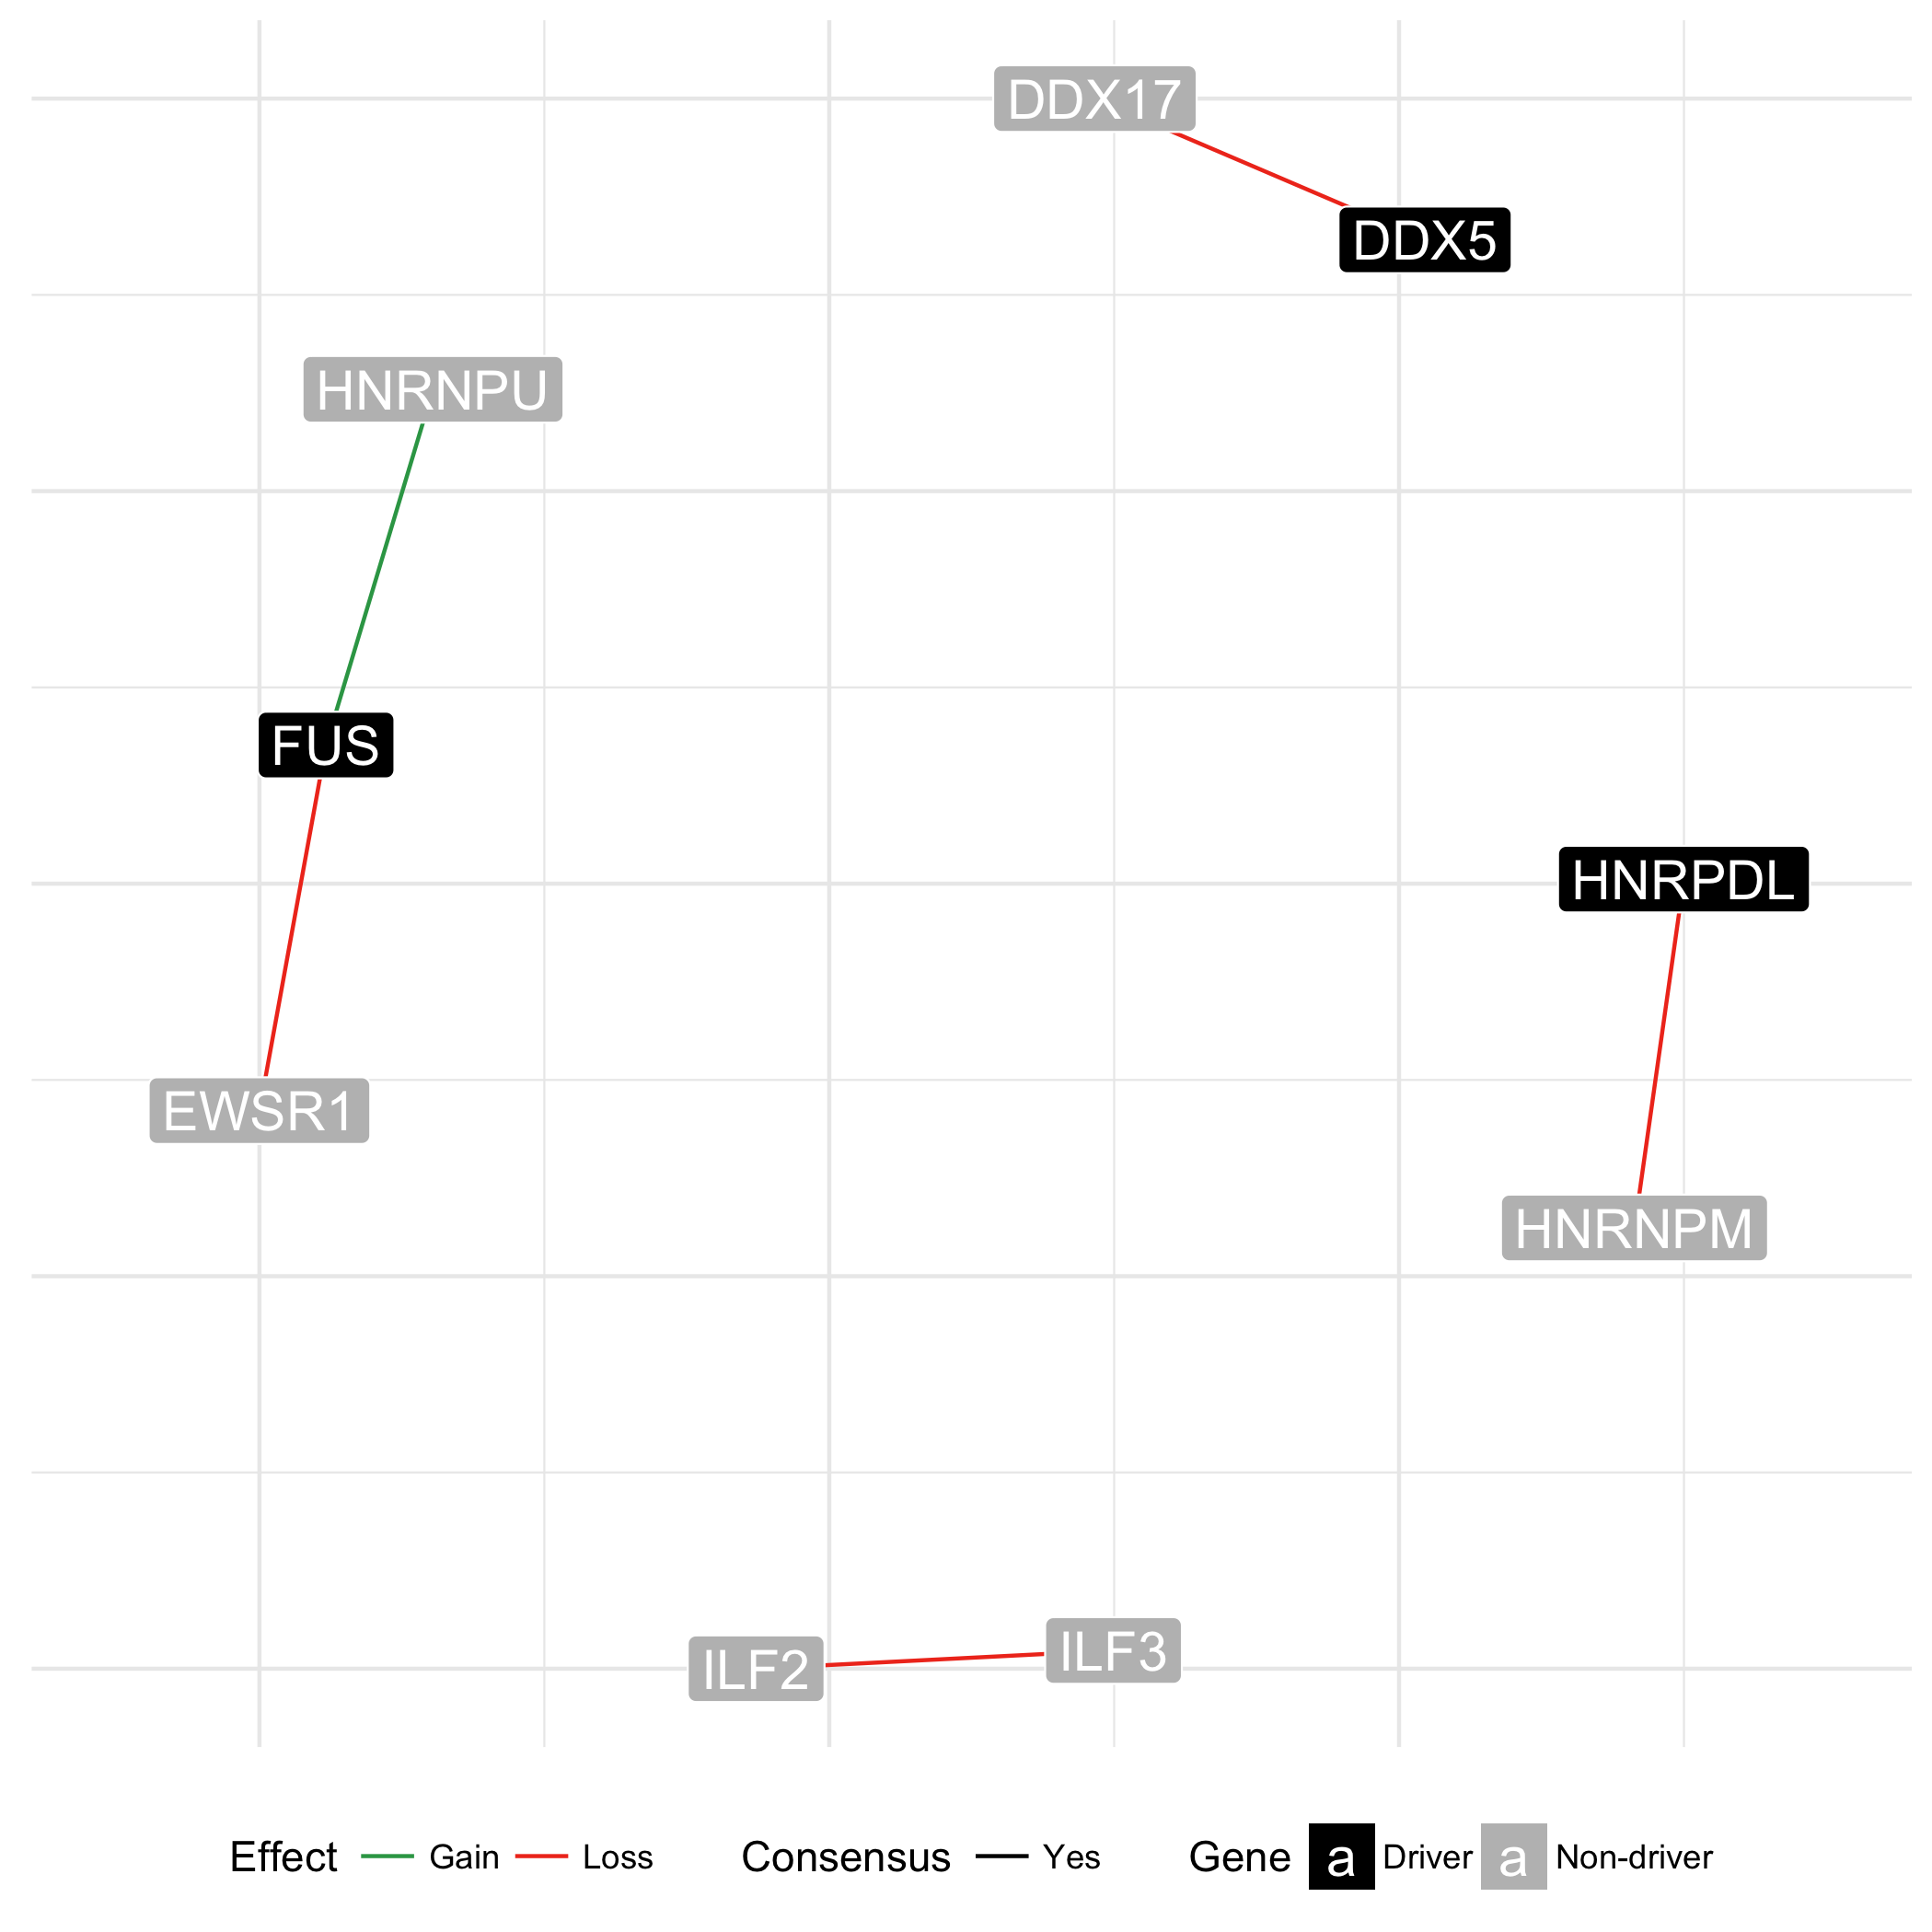 DDX17
DDX5
HNRNPU
FUS
HNRPDL
EWSR1
HNRNPM
ILF3
ILF2
Effect Gain Loss Consensus Yes Gene a Driver a Non-driver